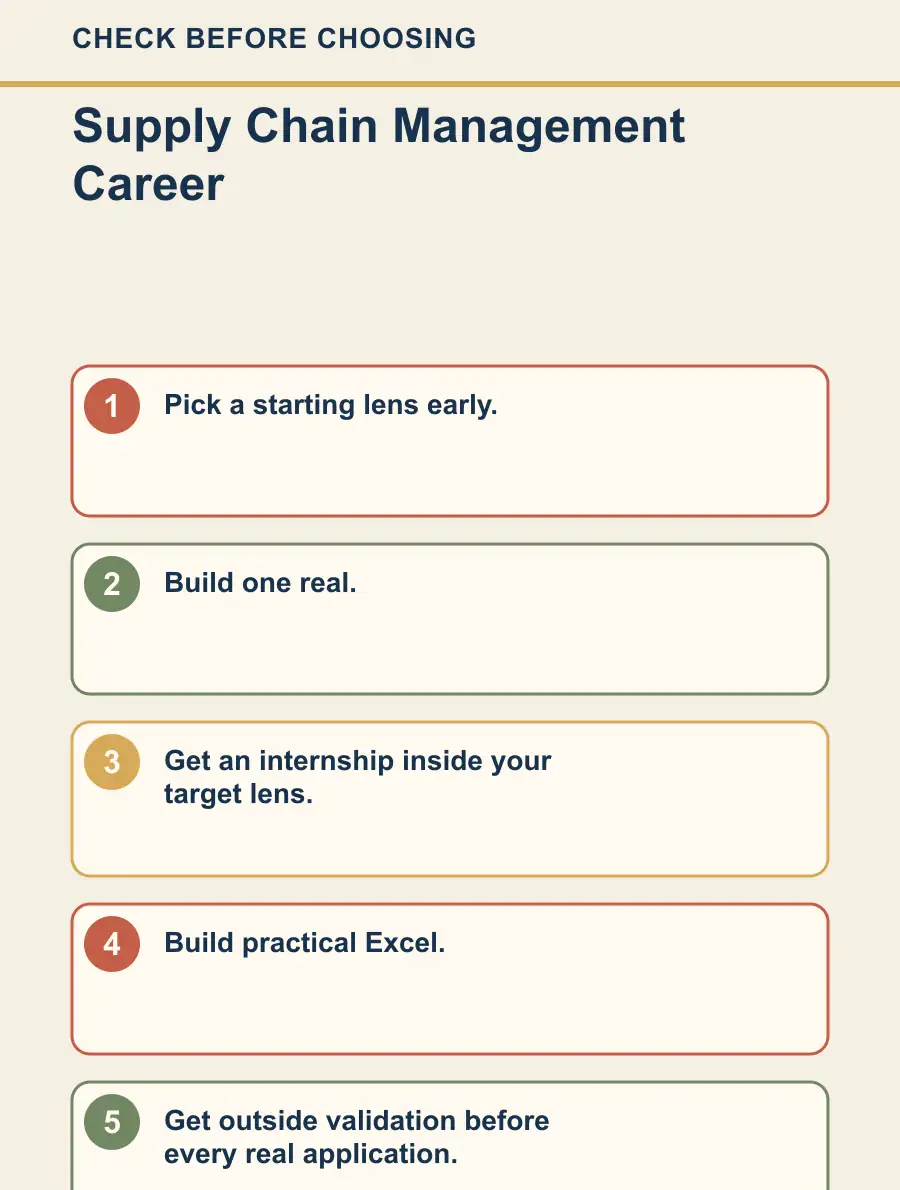 CHECK BEFORE CHOOSING
Supply Chain Management
Career
1
Pick a starting lens early.
2
Build one real.
3
Get an internship inside your
target lens.
4
Build practical Excel.
5
Get outside validation before
every real application.